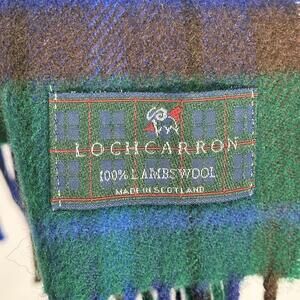 LOCHCARRON
100% LAMBSWOOL
MADE IN SCOTLAND